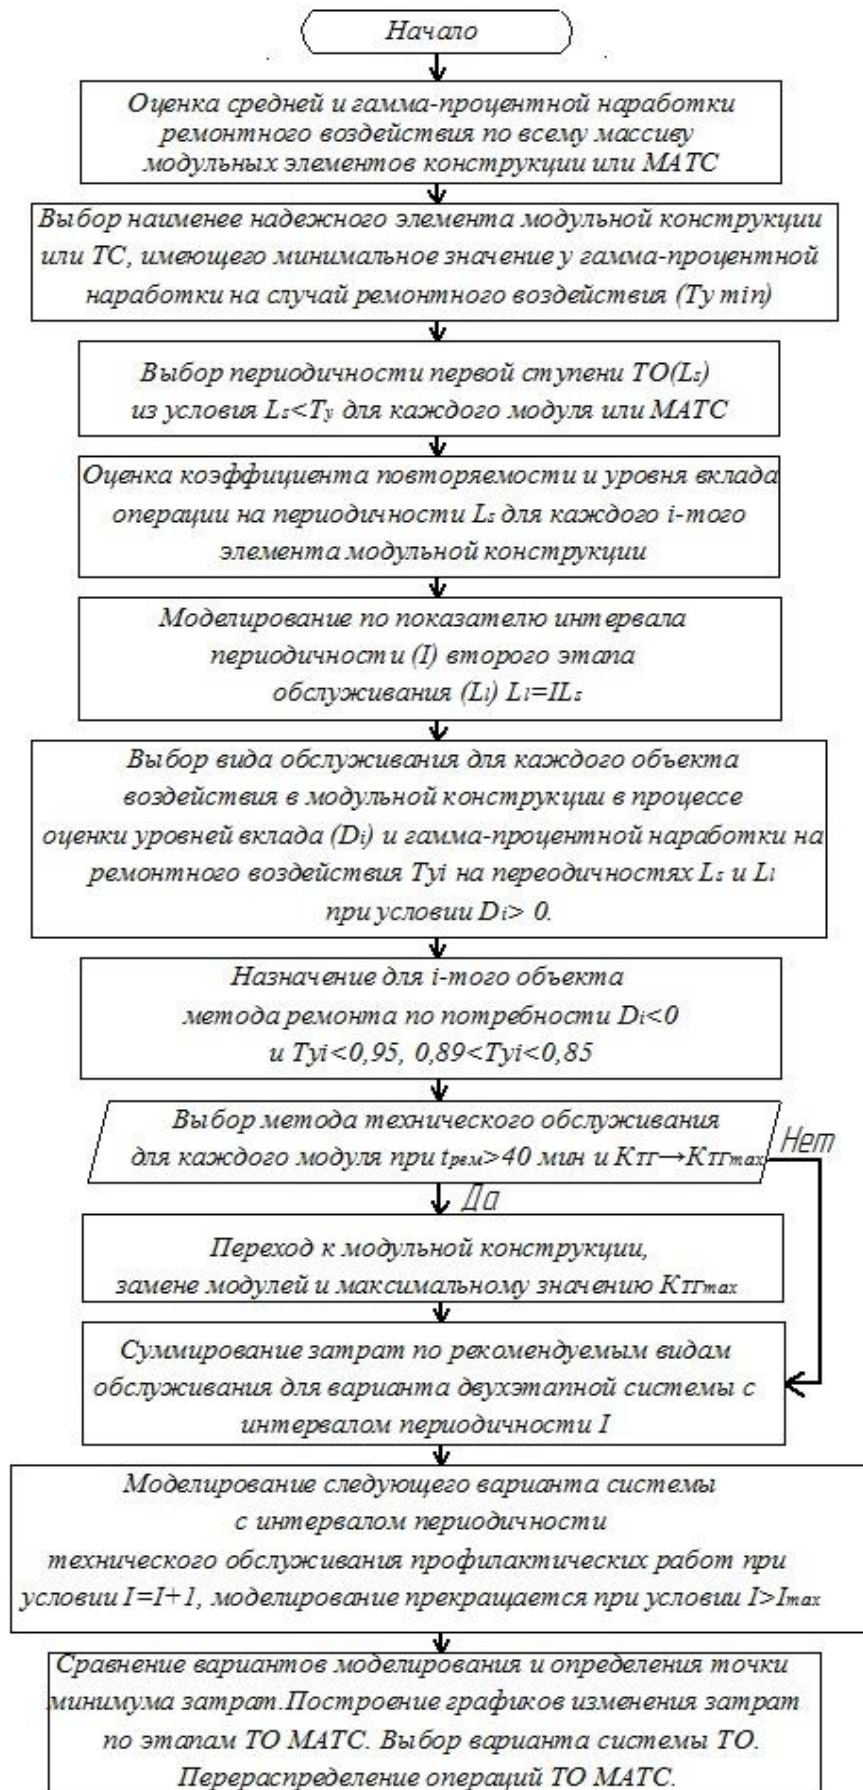 Начало
Оценка средней и гамма-процентной наработки
ремонтного воздействия по всему массиву
модульных элементов конструкции или МАТС
Выбор наименее надежного элемента модульной конструкции
или ТС, имеющего минимальное значение у гамма-процентной
наработки на случай ремонтного воздействия (Ту min)
Выбор периодичности первой ступени ТО(Ls)
из условия Ls<Ty для каждого модуля или МАТС
Оценка коэффициента повторяемости и уровня вклада
операции на периодичности Ls для каждого i-того
элемента модульной конструкции
Моделирование по показателю интервала
периодичности (I) второго этапа
обслуживания (Ll) Ll=ILs
Выбор вида обслуживания для каждого объекта
воздействия в модульной конструкции в процессе
оценки уровней вклада (Di) и гамма-процентной наработки на
ремонтного воздействия Tyi на переодичностях Ls и Ll
при условии Di> 0.
Назначение для i-того объекта
метода ремонта по потребности Di<0
и Tyi<0,95, 0,89<Tyi<0,85
Выбор метода технического обслуживания
для каждого модуля при tрем>40 мин и Ктг→Ктгmax
Нет
Да
Переход к модульной конструкции,
замене модулей и максимальному значению Ктгmax
Суммирование затрат по рекомендуемым видам
обслуживания для варианта двухэтапной системы с
интервалом периодичности I
Моделирование следующего варианта системы
с интервалом периодичности
технического обслуживания профилактических работ при
условии I=I+1, моделирование прекращается при условии I>Imax
Сравнение вариантов моделирования и определения точки
минимума затрат.Построение графиков изменения затрат
по этапам ТО МАТС. Выбор варианта системы ТО.
Перераспределение операций ТО МАТС.